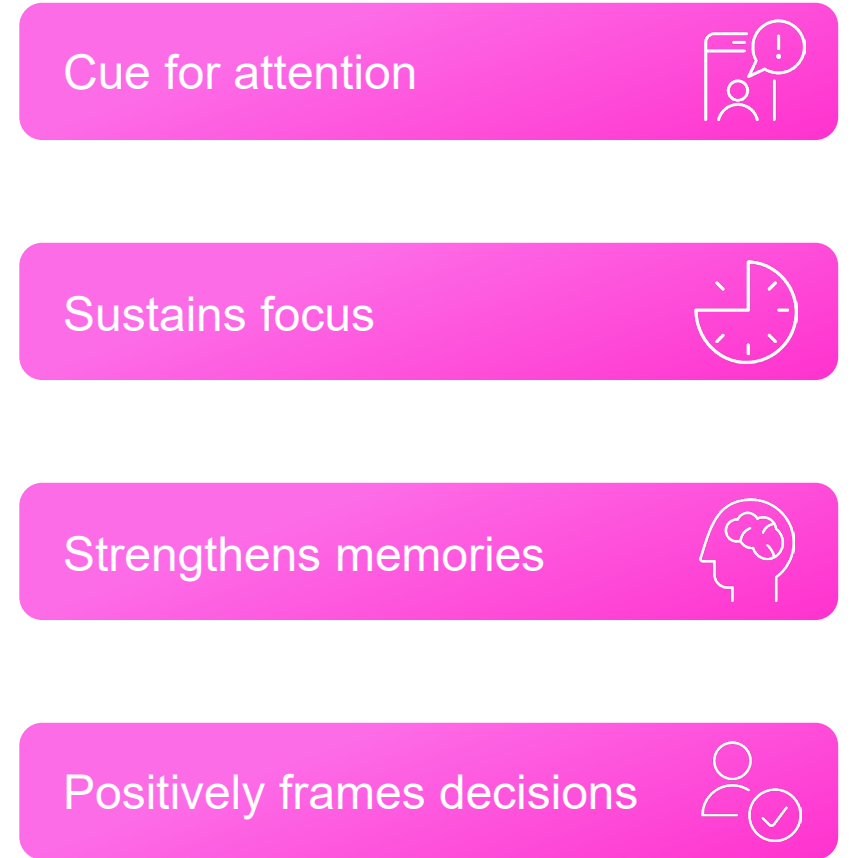 Cue for attention
Sustains focus
Strengthens memories
Positively frames decisions